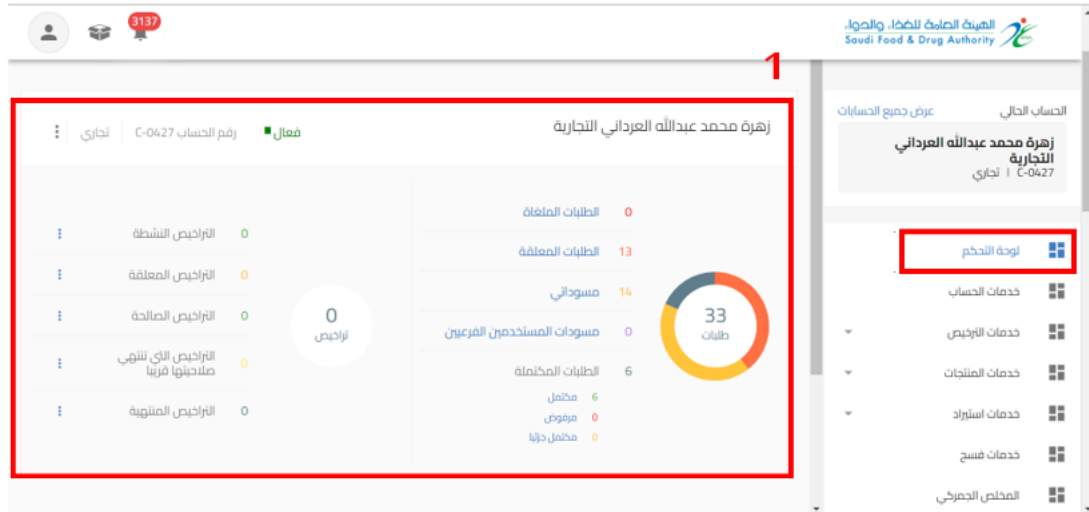 3137
الهيئة العامة للغذاء والدواء
Saudi Food & Drug Authority
1
الحساب الحالي
عرض جميع الحسابات
زهرة محمد عبدالله العرداني
التجارية
C-0427 | تجاري
لوحة التحكم
خدمات الحساب
خدمات الترخيص
خدمات المنتجات
خدمات استيراد
خدمات فسح
المخلص الجمركي
زهرة محمد عبدالله العرداني التجارية
فعال
رقم الحساب C-0427
تجاري
33
طلبات
0 الطلبات الملغاة
13 الطلبات المعلقة
14 مسوداتي
0 مسودات المستخدمين الفرعيين
6 الطلبات المكتملة
6 مكتمل
0 مرفوض
0 مكتمل جزئيا
0
تراخيص
0 التراخيص النشطة
0 التراخيص المعلقة
0 التراخيص الصالحة
0 التراخيص التي تنتهي
صلاحيتها قريبا
0 التراخيص المنتهية